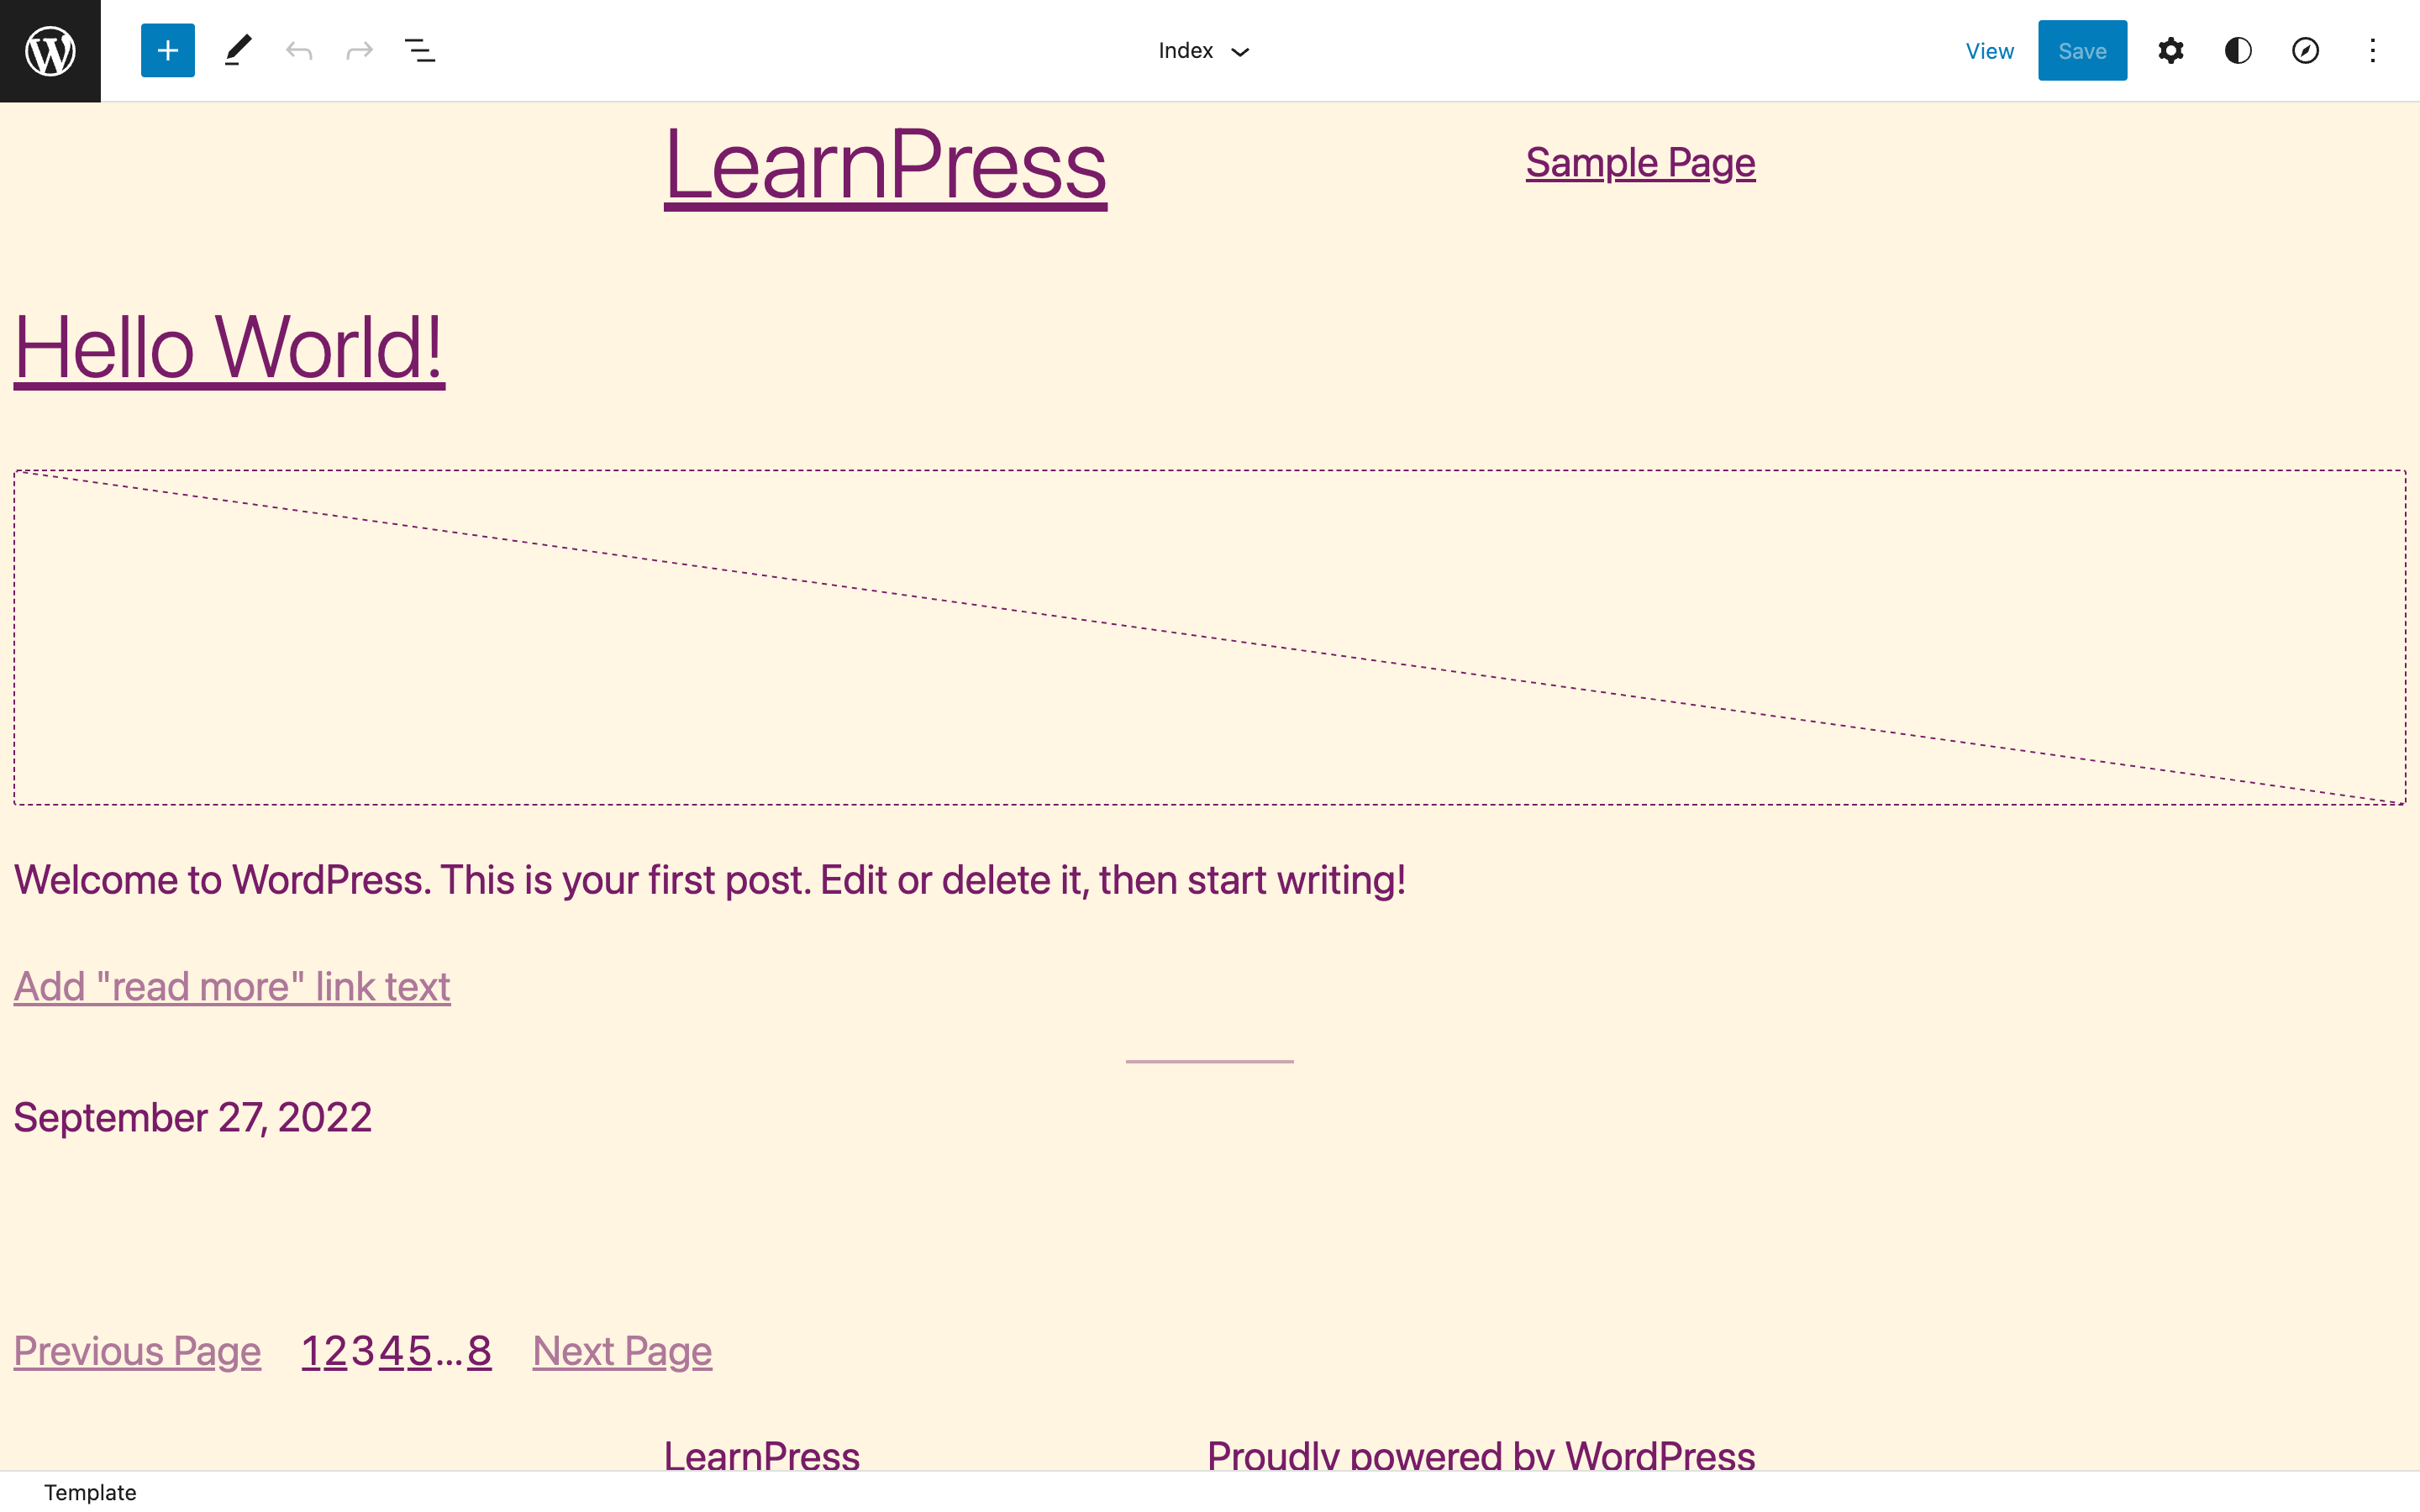 Index
View
Save
LearnPress
Sample Page
Hello World!
Welcome to WordPress. This is your first post. Edit or delete it, then start writing!
Add "read more" link text
September 27, 2022
Previous Page 12345...8 Next Page
LearnPress
Proudly powered by WordPress
Template